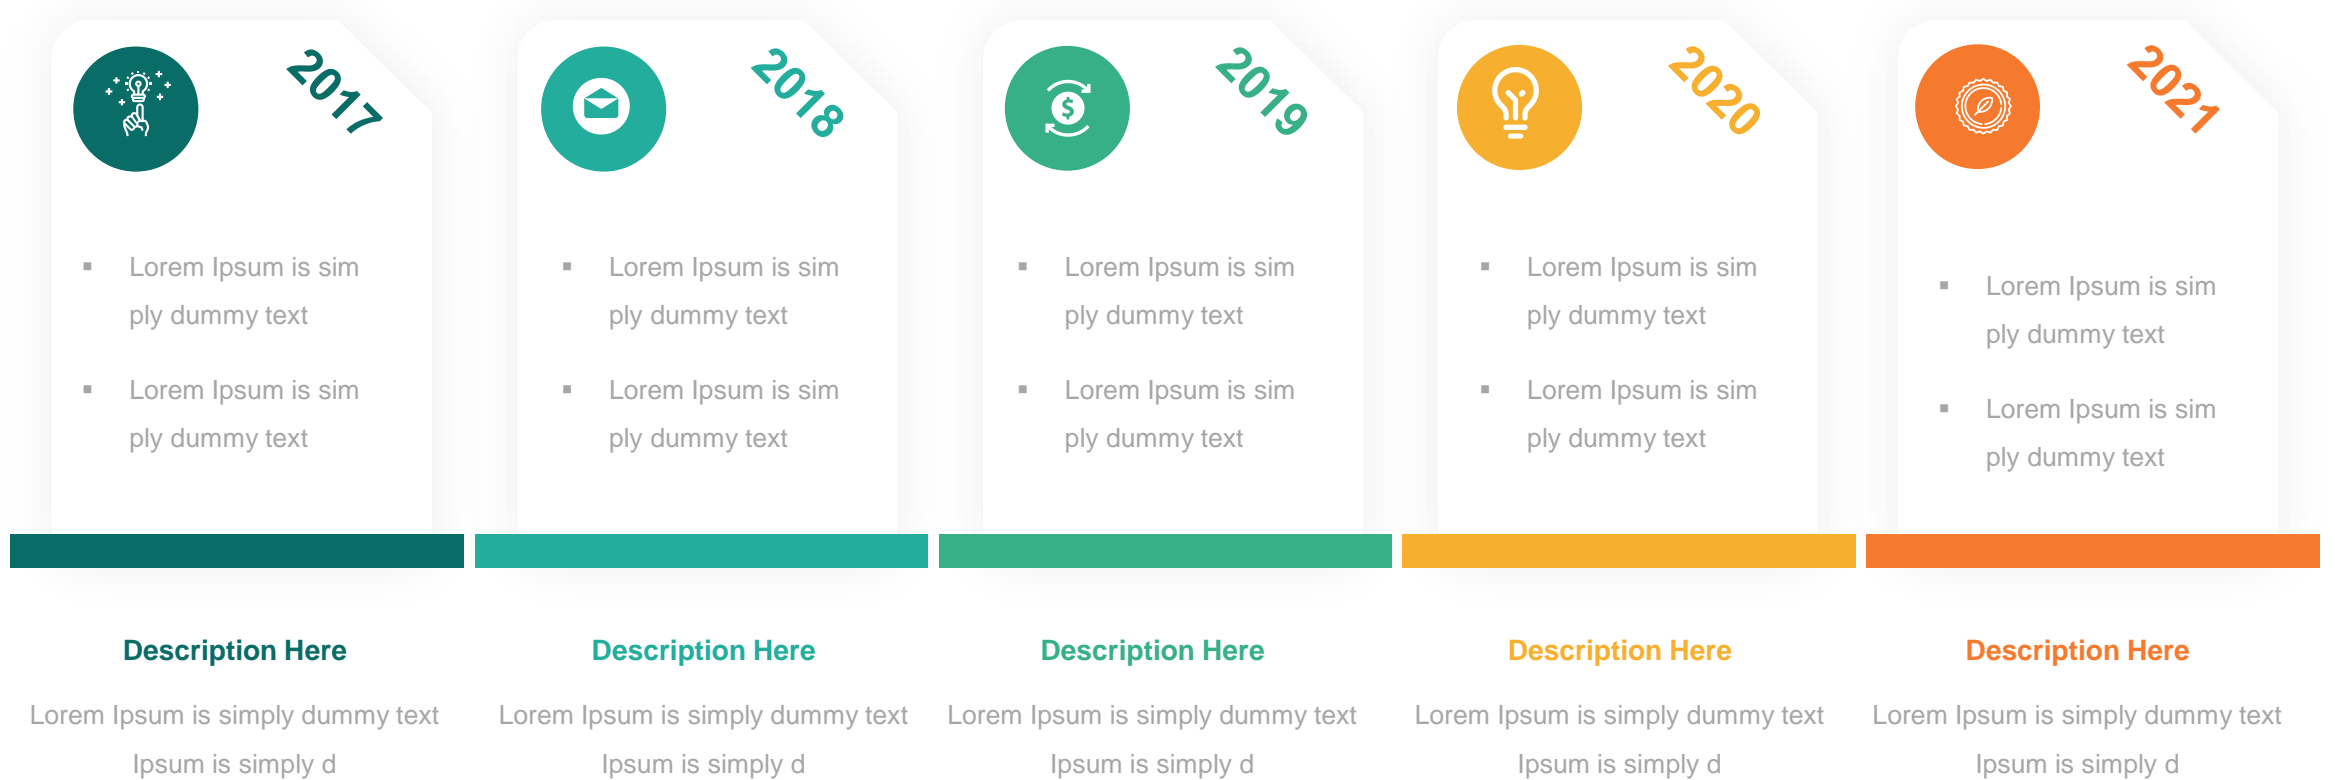 2017
▪ Lorem Ipsum is sim
ply dummy text
▪ Lorem Ipsum is sim
ply dummy text
2018
▪ Lorem Ipsum is sim
ply dummy text
▪ Lorem Ipsum is sim
ply dummy text
2019
▪ Lorem Ipsum is sim
ply dummy text
▪ Lorem Ipsum is sim
ply dummy text
2020
▪ Lorem Ipsum is sim
ply dummy text
▪ Lorem Ipsum is sim
ply dummy text
2021
▪ Lorem Ipsum is sim
ply dummy text
▪ Lorem Ipsum is sim
ply dummy text
Description Here
Lorem Ipsum is simply dummy text
Ipsum is simply d
Description Here
Lorem Ipsum is simply dummy text
Ipsum is simply d
Description Here
Lorem Ipsum is simply dummy text
Ipsum is simply d
Description Here
Lorem Ipsum is simply dummy text
Ipsum is simply d
Description Here
Lorem Ipsum is simply dummy text
Ipsum is simply d